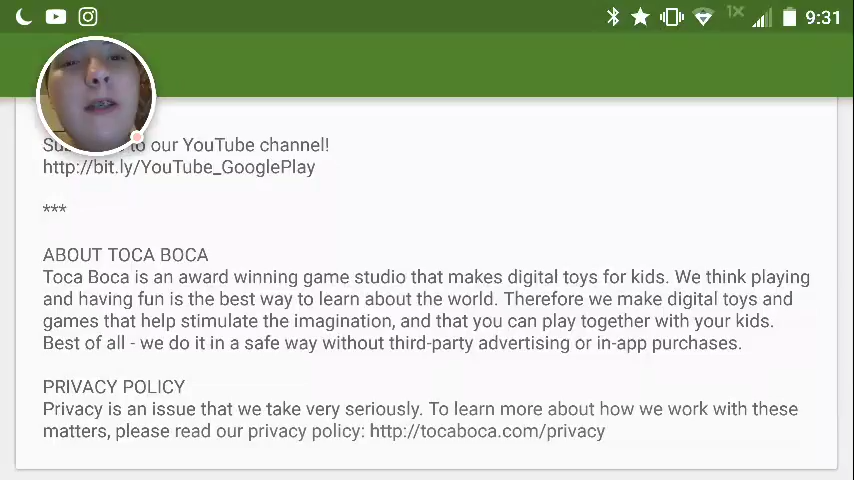 1X
9:31
to our YouTube channel!
http://bit.ly/YouTube_GooglePlay
***
ABOUT TOCA BOCA
Toca Boca is an award winning game studio that makes digital toys for kids. We think playing
and having fun is the best way to learn about the world. Therefore we make digital toys and
games that help stimulate the imagination, and that you can play together with your kids.
Best of all - we do it in a safe way without third-party advertising or in-app purchases.
PRIVACY POLICY
Privacy is an issue that we take very seriously. To learn more about how we work with these
matters, please read our privacy policy: http://tocaboca.com/privacy